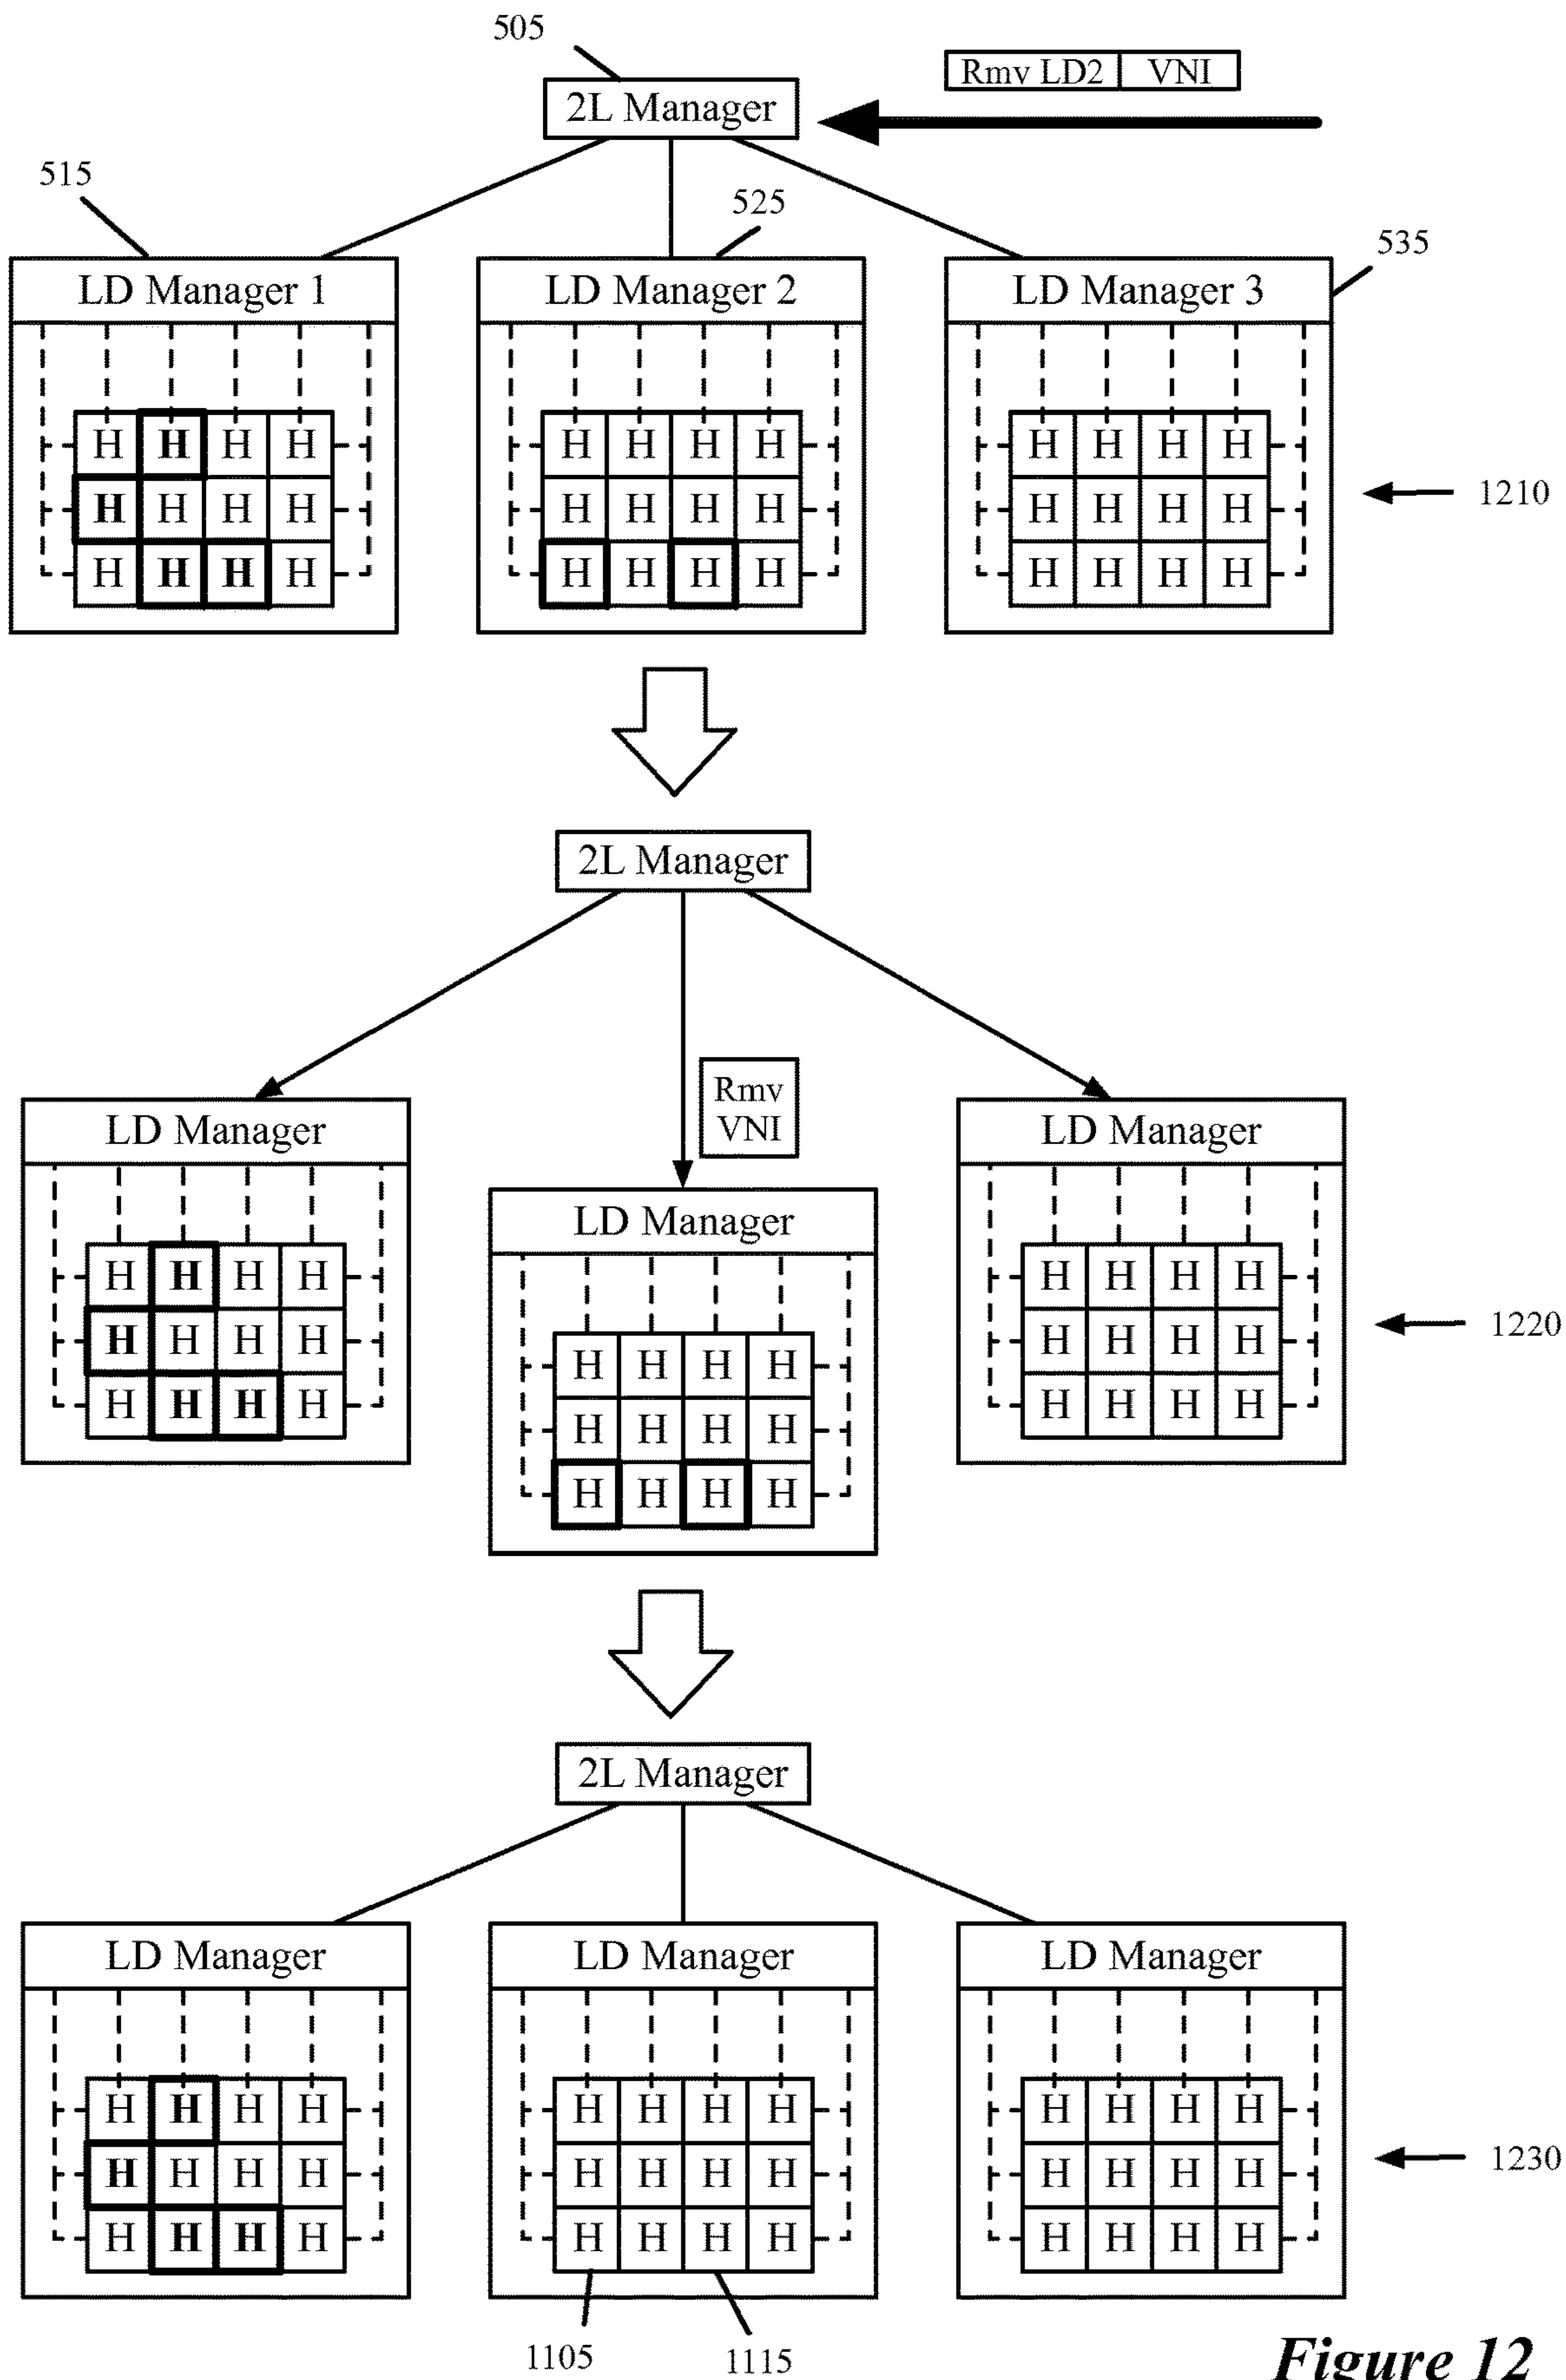 505
Rmv LD2 VNI
2L Manager
515
525
535
LD Manager 1 LD Manager 2 LD Manager 3
H H H H H H H H H H H H
H H H H H H H H H H H H
1210
H H H H H H H H H H H H
2L Manager
Rmv
VNI
LD Manager LD Manager
LD Manager
H H H H H H H H
H H H H H H H H
1220
H H H H H H H H
H H H H
H H H H
H H H H
2L Manager
LD Manager LD Manager LD Manager
H H H H H H H H H H H H
H H H H H H H H H H H H
1230
H H H H H H H H H H H H
1105 1115
Figure 12